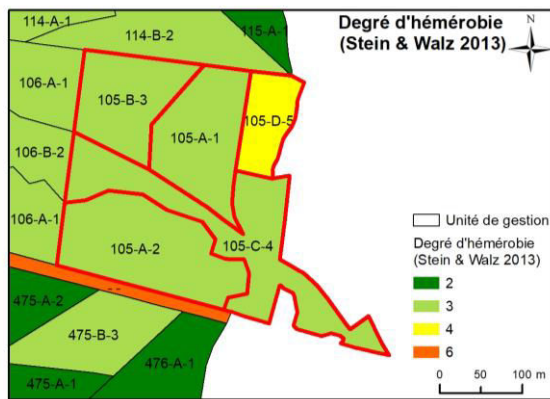 114-A-1
114-B-2
115-A-1
Degré d'hémérobie
(Stein & Walz 2013)
N
106-A-1
105-B-3
105-A-1
105-D-5
106-B-2
106-A-1
105-A-2
105-C-4
475-A-2
475-B-3
476-A-1
475-A-1
Unité de gestion
Degré d'hémérobie
(Stein & Walz 2013)
2
3
4
6
0 50 100 m